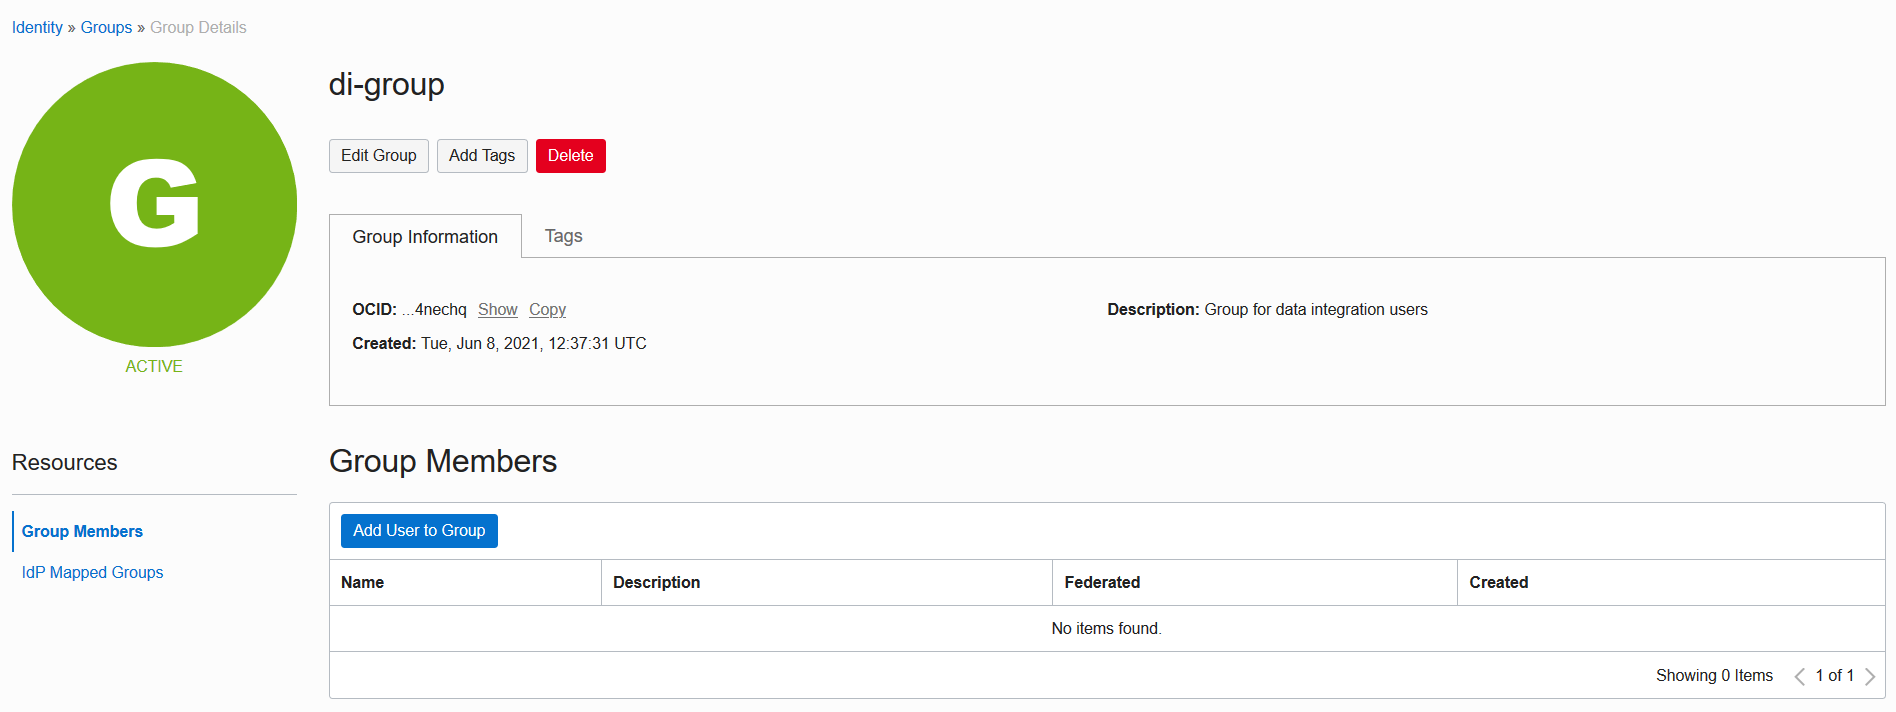 Identity » Groups » Group Details
G
ACTIVE
di-group
Edit Group Add Tags Delete
Group Information Tags
OCID: ...4nechq Show Copy
Description: Group for data integration users
Created: Tue, Jun 8, 2021, 12:37:31 UTC
Resources
Group Members
IdP Mapped Groups
Group Members
Add User to Group
Name Description Federated Created
No items found.
Showing 0 Items 1 of 1